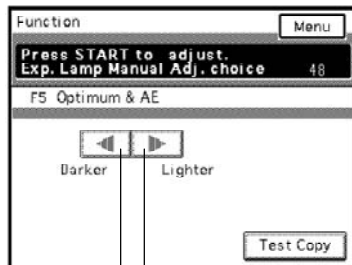 Function
Menu
Press START to adjust.
Exp. Lamp Manual Adj. choice 48
F5 Optimum & AE
Darker Lighter
Test Copy